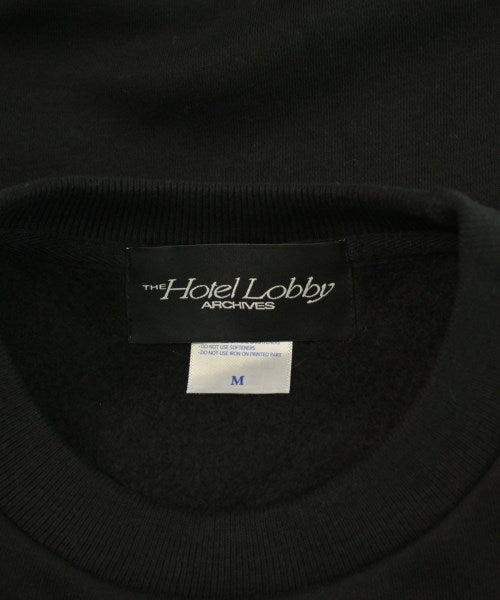 THE Hotel Lobby
ARCHIVES
-DO NOT USE SOFTENERS
-DO NOT USE IRON ON PRINTED PART
M